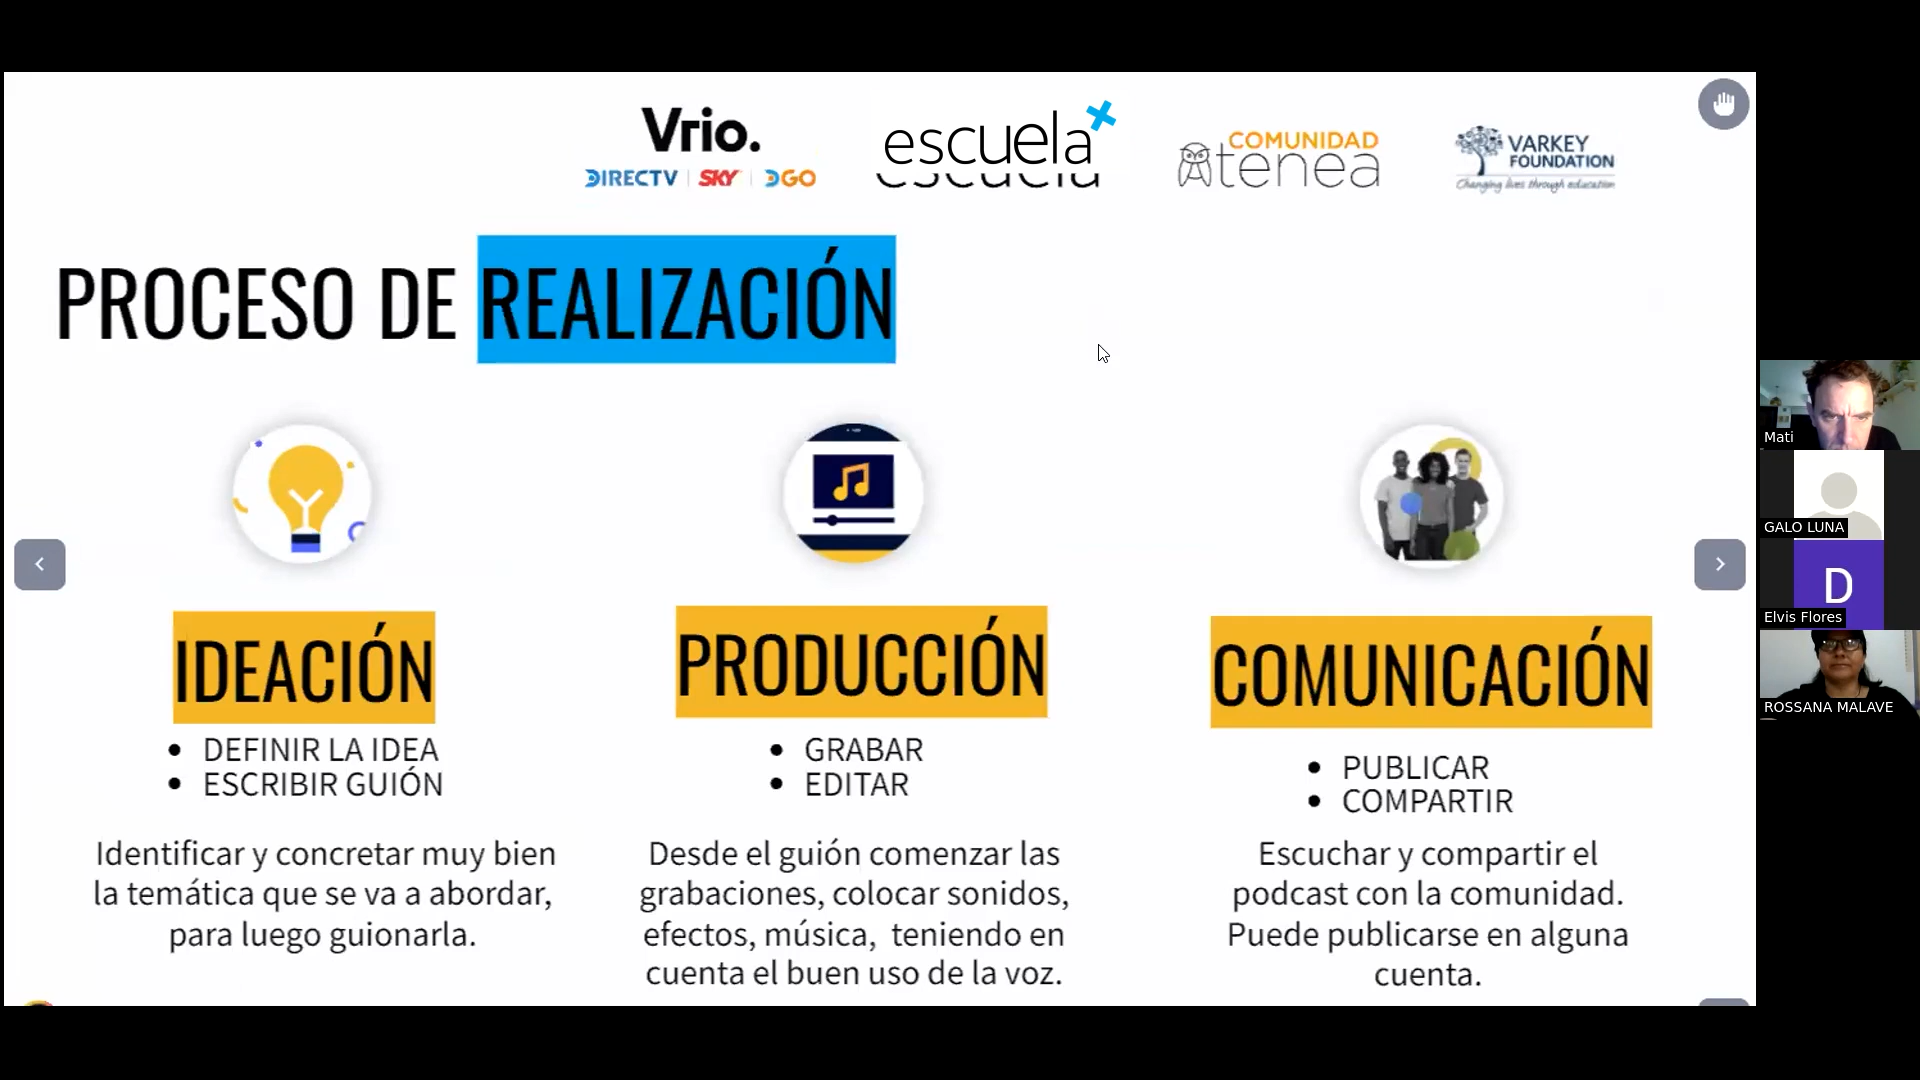 Vrio.
DIRECTV | SKY | DGO
escuela+
COMUNIDAD
Atenea
VARKEY
FOUNDATION
Changing lives through education
PROCESO DE REALIZACIÓN
IDEACIÓN
• DEFINIR LA IDEA
• ESCRIBIR GUIÓN
Identificar y concretar muy bien
la temática que se va a abordar,
para luego guionarla.
PRODUCCIÓN
• GRABAR
• EDITAR
Desde el guión comenzar las
grabaciones, colocar sonidos,
efectos, música, teniendo en
cuenta el buen uso de la voz.
COMUNICACIÓN
• PUBLICAR
• COMPARTIR
Escuchar y compartir el
podcast con la comunidad.
Puede publicarse en alguna
cuenta.
Mati
GALO LUNA
D
Elvis Flores
ROSSANA MALAVE